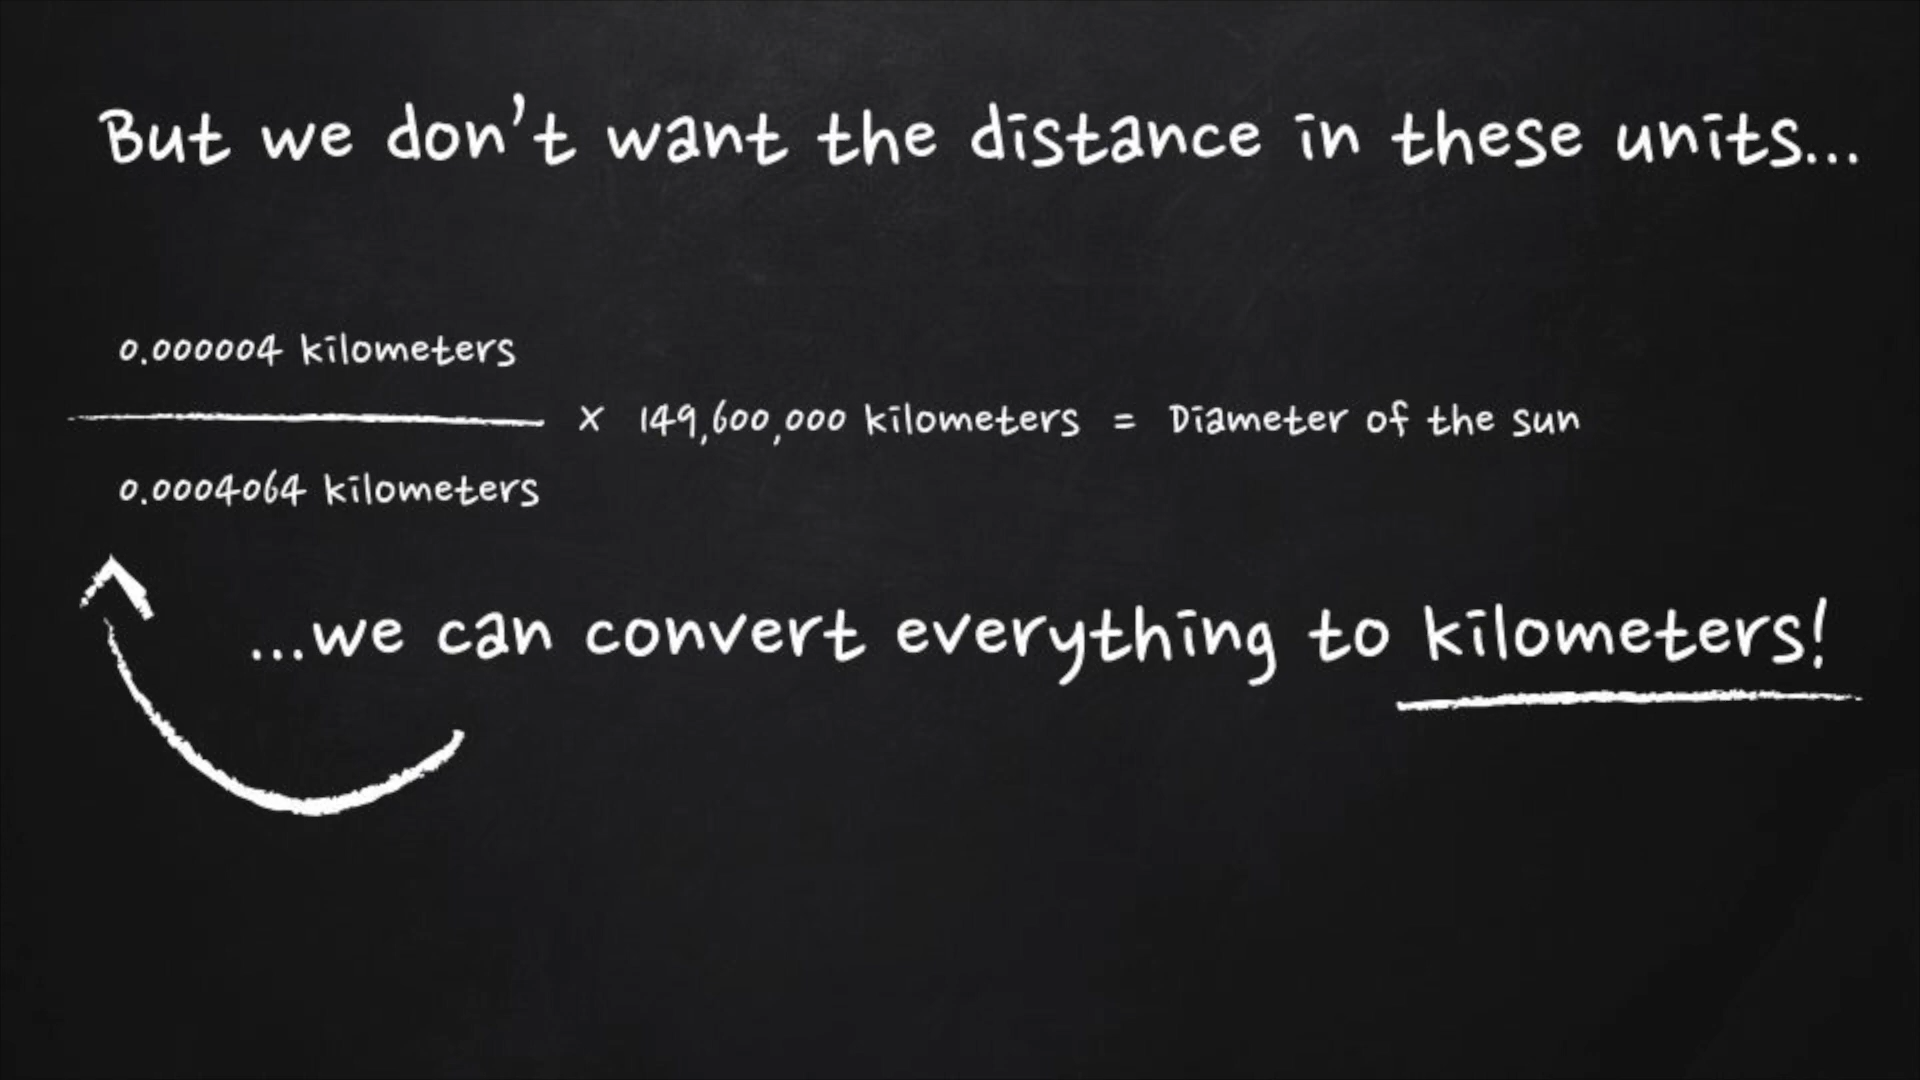 But we don't want the distance in these units...
0.000004 kilometers
0.0004064 kilometers
x 149,600,000 kilometers = Diameter of the sun
...we can convert everything to kilometers!